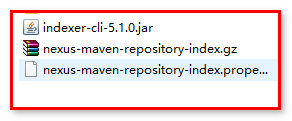 indexer-cli-5.1.0.jar
nexus-maven-repository-index.gz
nexus-maven-repository-index.prope...